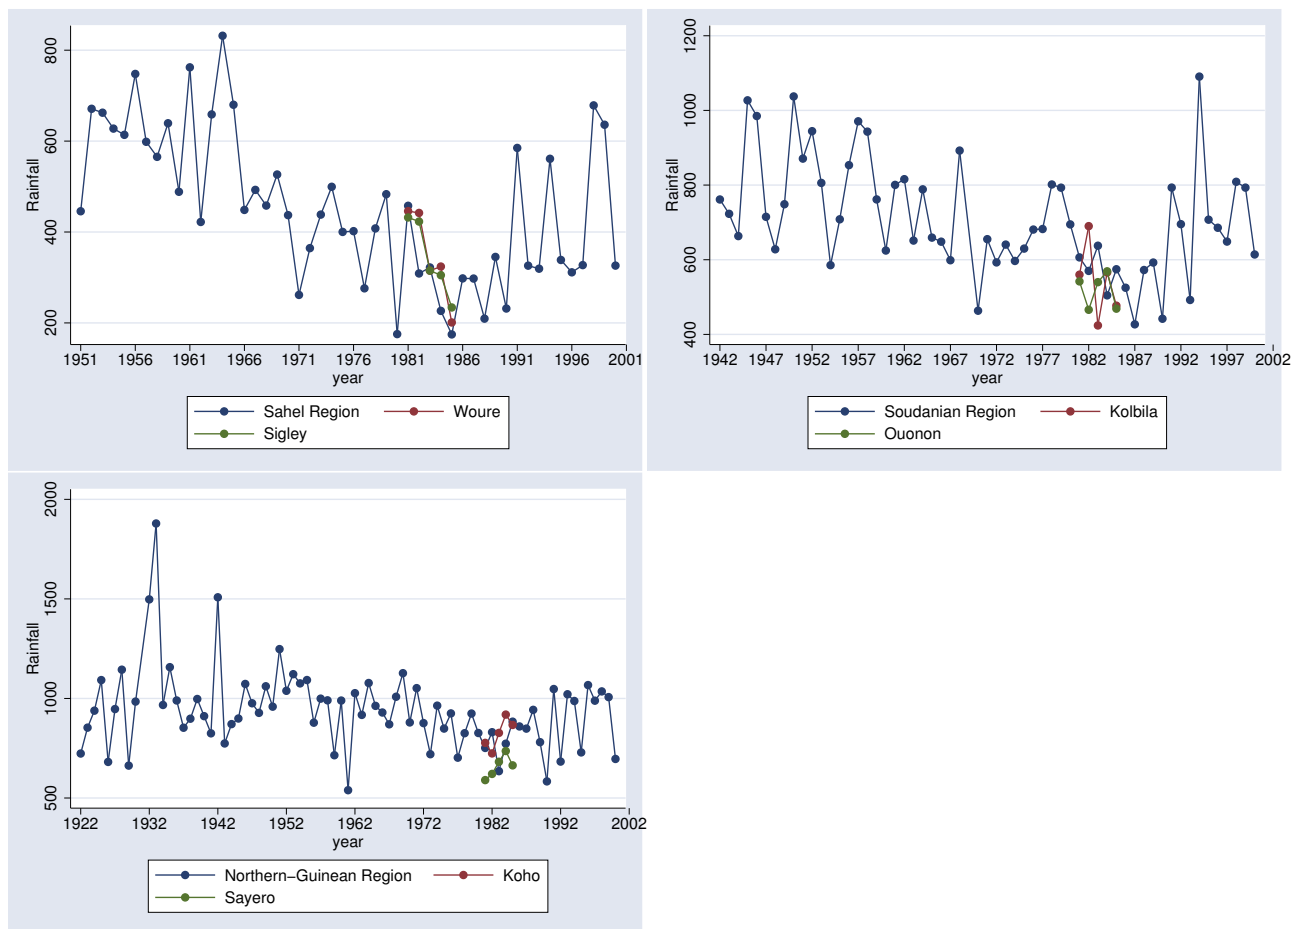 800
600
400
200
Rainfall
1951 1956 1961 1966 1971 1976 1981 1986 1991 1996 2001
year
Sahel Region Woure
Sigley
1200
1000
800
600
400
Rainfall
1942 1947 1952 1957 1962 1967 1972 1977 1982 1987 1992 1997 2002
year
Soudanian Region Kolbila
Ouonon
2000
1500
1000
500
Rainfall
1922 1932 1942 1952 1962 1972 1982 1992 2002
year
Northern−Guinean Region Koho
Sayero